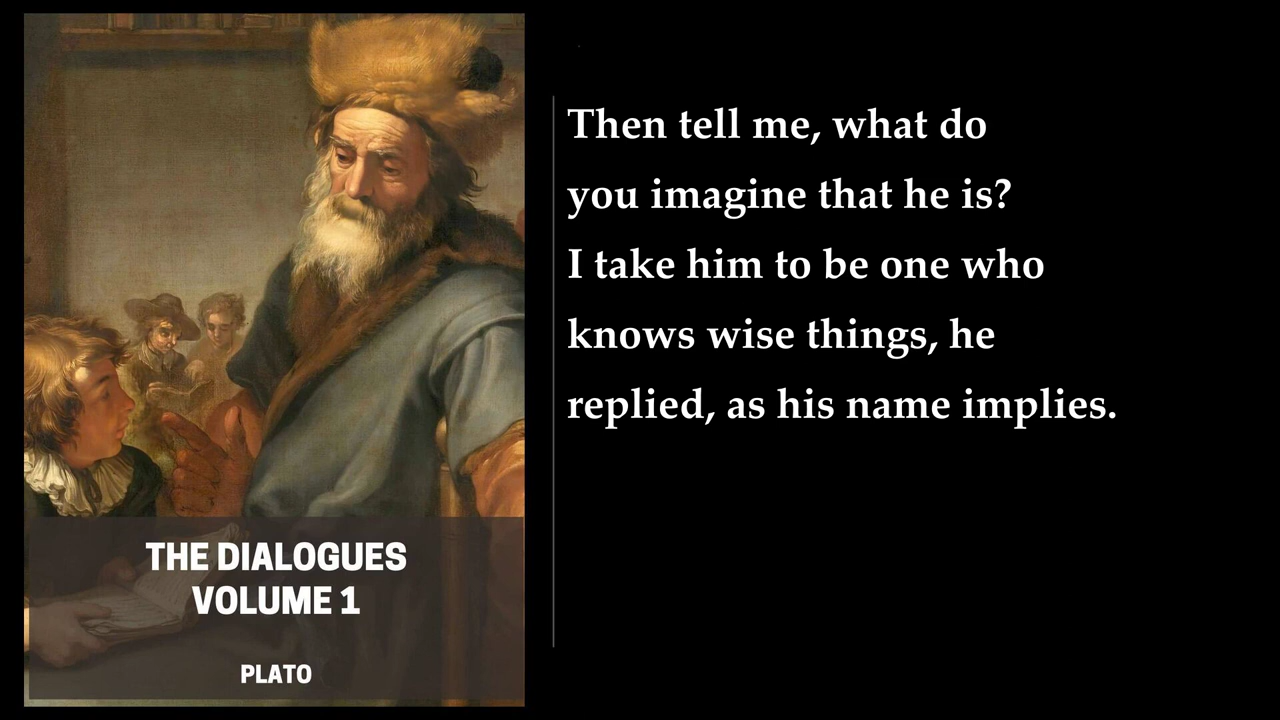 THE DIALOGUES
VOLUME 1
PLATO
Then tell me, what do
you imagine that he is?
I take him to be one who
knows wise things, he
replied, as his name implies.